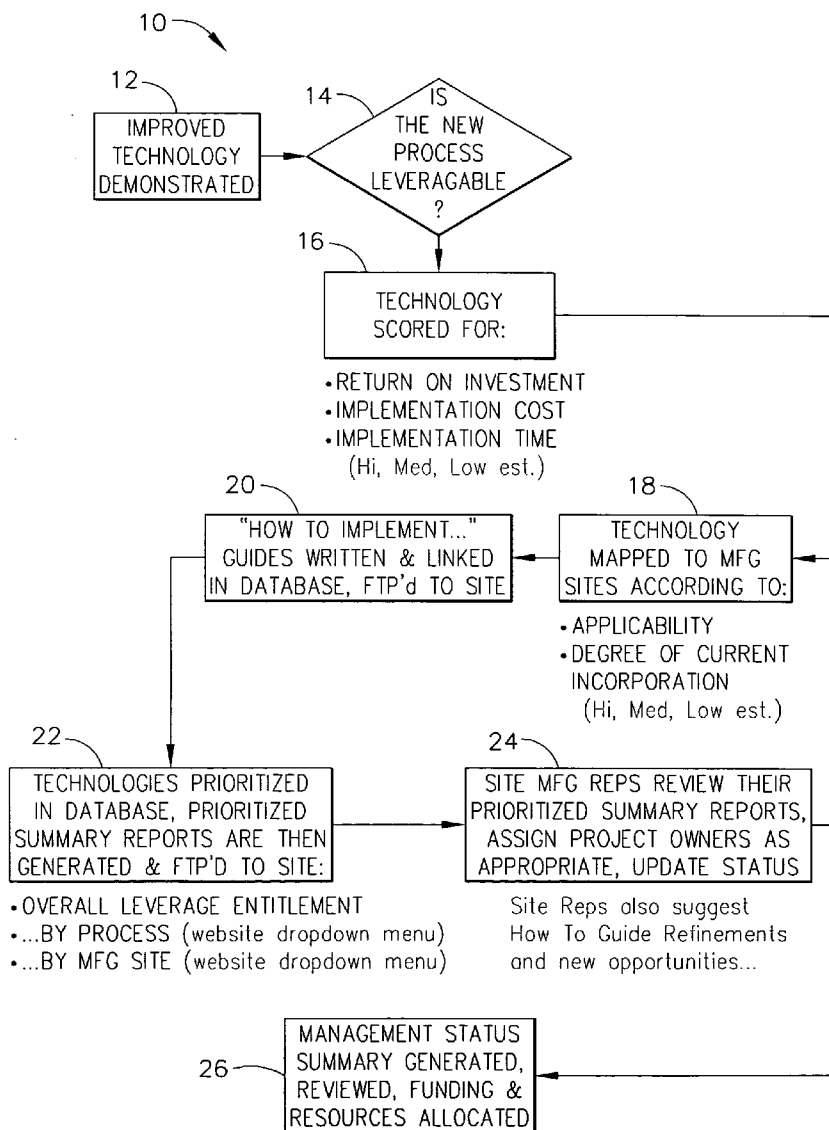 10
12
IMPROVED
TECHNOLOGY
DEMONSTRATED
14
IS
THE NEW
PROCESS
LEVERAGABLE
?
16
TECHNOLOGY
SCORED FOR:
•RETURN ON INVESTMENT
•IMPLEMENTATION COST
•IMPLEMENTATION TIME
(Hi, Med, Low est.)
18
TECHNOLOGY
MAPPED TO MFG
SITES ACCORDING TO:
•APPLICABILITY
•DEGREE OF CURRENT
INCORPORATION
(Hi, Med, Low est.)
20
"HOW TO IMPLEMENT..."
GUIDES WRITTEN & LINKED
IN DATABASE, FTP'd TO SITE
22
TECHNOLOGIES PRIORITIZED
IN DATABASE, PRIORITIZED
SUMMARY REPORTS ARE THEN
GENERATED & FTP'D TO SITE:
•OVERALL LEVERAGE ENTITLEMENT
•...BY PROCESS (website dropdown menu)
•...BY MFG SITE (website dropdown menu)
24
SITE MFG REPS REVIEW THEIR
PRIORITIZED SUMMARY REPORTS,
ASSIGN PROJECT OWNERS AS
APPROPRIATE, UPDATE STATUS
Site Reps also suggest
How To Guide Refinements
and new opportunities...
26
MANAGEMENT STATUS
SUMMARY GENERATED,
REVIEWED, FUNDING &
RESOURCES ALLOCATED